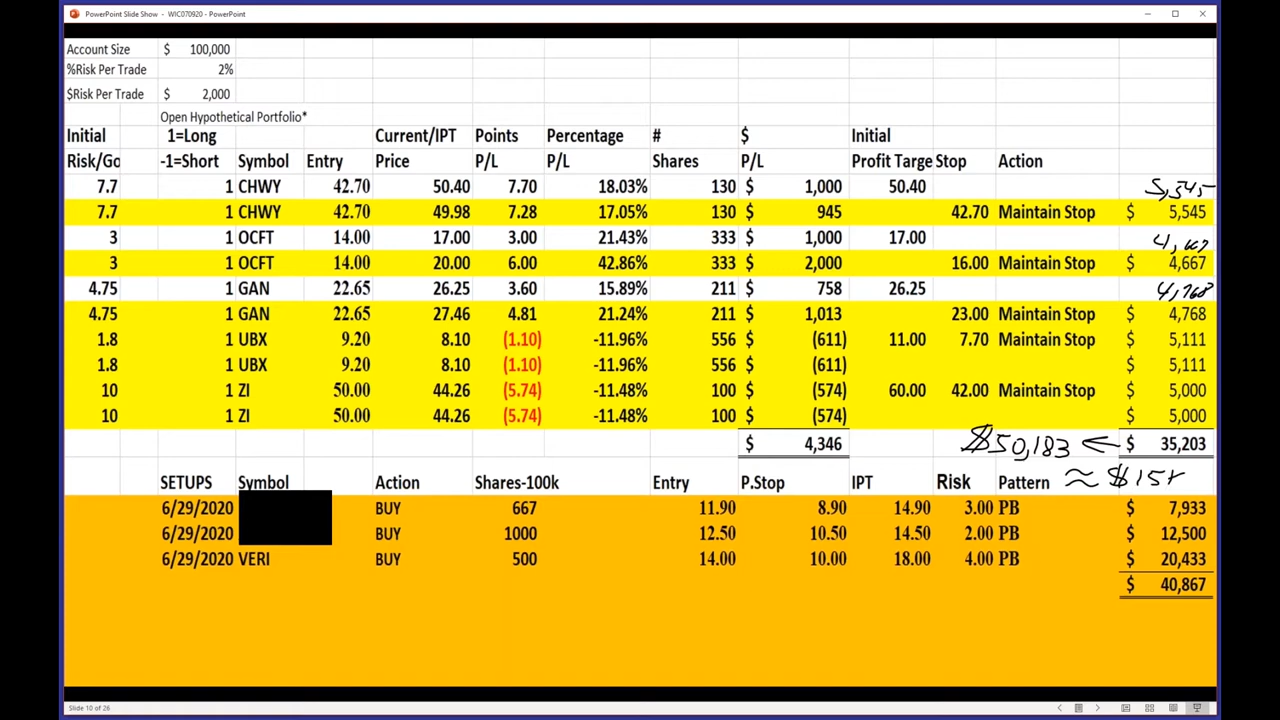 PowerPoint Slide Show - WIC070920 - PowerPoint
Account Size $ 100,000
%Risk Per Trade 2%
$Risk Per Trade $ 2,000
Open Hypothetical Portfolio*
Initial 1=Long Current/IPT Points Percentage # $ Initial
Risk/Go -1=Short Symbol Entry Price P/L P/L Shares P/L Profit Targe Stop Action
7.7 1 CHWY 42.70 50.40 7.70 18.03% 130 $ 1,000 50.40
7.7 1 CHWY 42.70 49.98 7.28 17.05% 130 $ 945 42.70 Maintain Stop $ 5,545
3 1 OCFT 14.00 17.00 3.00 21.43% 333 $ 1,000 17.00 4,667
3 1 OCFT 14.00 20.00 6.00 42.86% 333 $ 2,000 16.00 Maintain Stop $ 4,667
4.75 1 GAN 22.65 26.25 3.60 15.89% 211 $ 758 26.25 4,768
4.75 1 GAN 22.65 27.46 4.81 21.24% 211 $ 1,013 23.00 Maintain Stop $ 4,768
1.8 1 UBX 9.20 8.10 (1.10) -11.96% 556 $ (611) 11.00 7.70 Maintain Stop $ 5,111
1.8 1 UBX 9.20 8.10 (1.10) -11.96% 556 $ (611) $ 5,111
10 1 ZI 50.00 44.26 (5.74) -11.48% 100 $ (574) 60.00 42.00 Maintain Stop $ 5,000
10 1 ZI 50.00 44.26 (5.74) -11.48% 100 $ (574) $ 5,000
$ 4,346 $50,183 ← $ 35,203
SETUPS Symbol Action Shares-100k Entry P.Stop IPT Risk Pattern ≈ $15k
6/29/2020 BUY 667 11.90 8.90 14.90 3.00 PB $ 7,933
6/29/2020 BUY 1000 12.50 10.50 14.50 2.00 PB $ 12,500
6/29/2020 VERI BUY 500 14.00 10.00 18.00 4.00 PB $ 20,433
$ 40,867
Slide 10 of 26